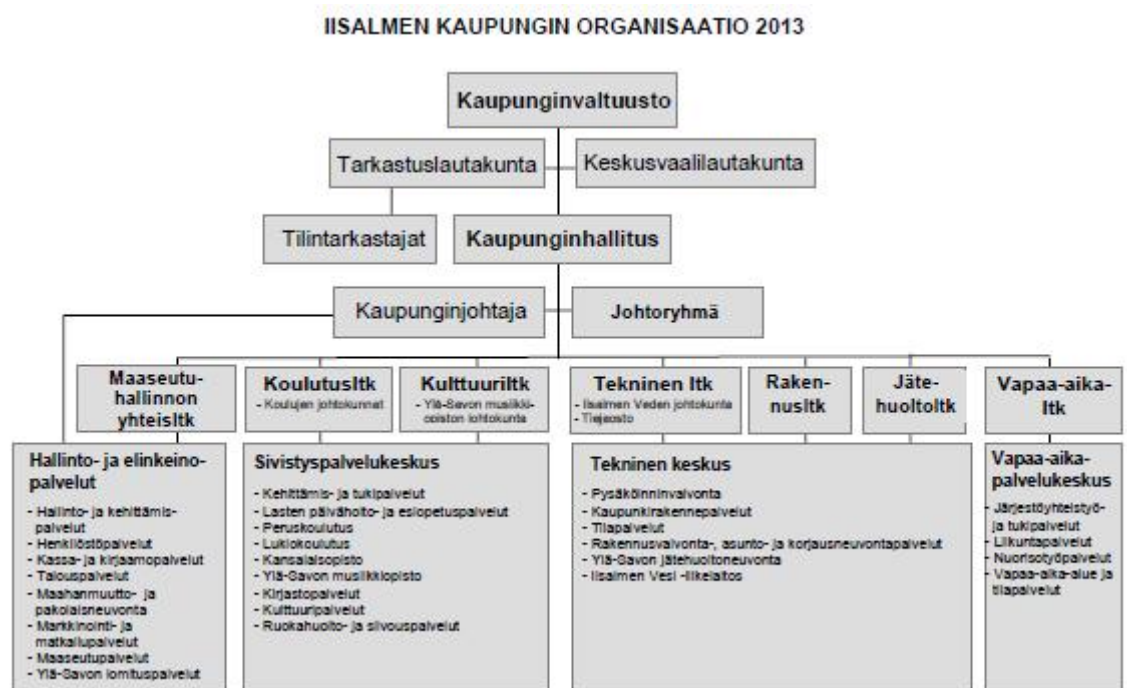 IISALMEN KAUPUNGIN ORGANISAATIO 2013
Kaupunginvaltuusto
Tarkastuslautakunta
Keskusvaalilautakunta
Tilintarkastajat
Kaupunginhallitus
Kaupunginjohtaja
Johtoryhmä
Maaseutu-
hallinnon
yhteisltk
Koulutusltk
- Koulujen johtokunnat
Kulttuuriltk
- Ylä-Savon musiikki-
opiston johtokunta
Tekninen ltk
- Iisalmen Veden johtokunta
- Tiejaosto
Raken-
nusltk
Jäte-
huoltoltk
Vapaa-aika-
ltk
Hallinto- ja elinkeino-
palvelut
- Hallinto- ja kehittämis-
palvelut
- Henkilöstöpalvelut
- Kassa- ja kirjaamopalvelut
- Talouspalvelut
- Maahanmuutto- ja
pakolaisneuvonta
- Markkinointi- ja
matkailupalvelut
- Maaseutupalvelut
- Ylä-Savon lomituspalvelut
Sivistyspalvelukeskus
- Kehittämis- ja tukipalvelut
- Lasten päivähoito- ja esiopetuspalvelut
- Peruskoulutus
- Lukiokoulutus
- Kansalaisopisto
- Ylä-Savon musiikkiopisto
- Kirjastopalvelut
- Kulttuuripalvelut
- Ruokahuolto- ja siivouspalvelut
Tekninen keskus
- Pysäköinninvalvonta
- Kaupunkirakennepalvelut
- Tilapalvelut
- Rakennusvalvonta-, asunto- ja korjausneuvontapalvelut
- Ylä-Savon jätehuoltoneuvonta
- Iisalmen Vesi -liikelaitos
Vapaa-aika-
palvelukeskus
- Järjestöyhteistyö-
ja tukipalvelut
- Liikuntapalvelut
- Nuorisotyöpalvelut
- Vapaa-aika-alue ja
tilapalvelut